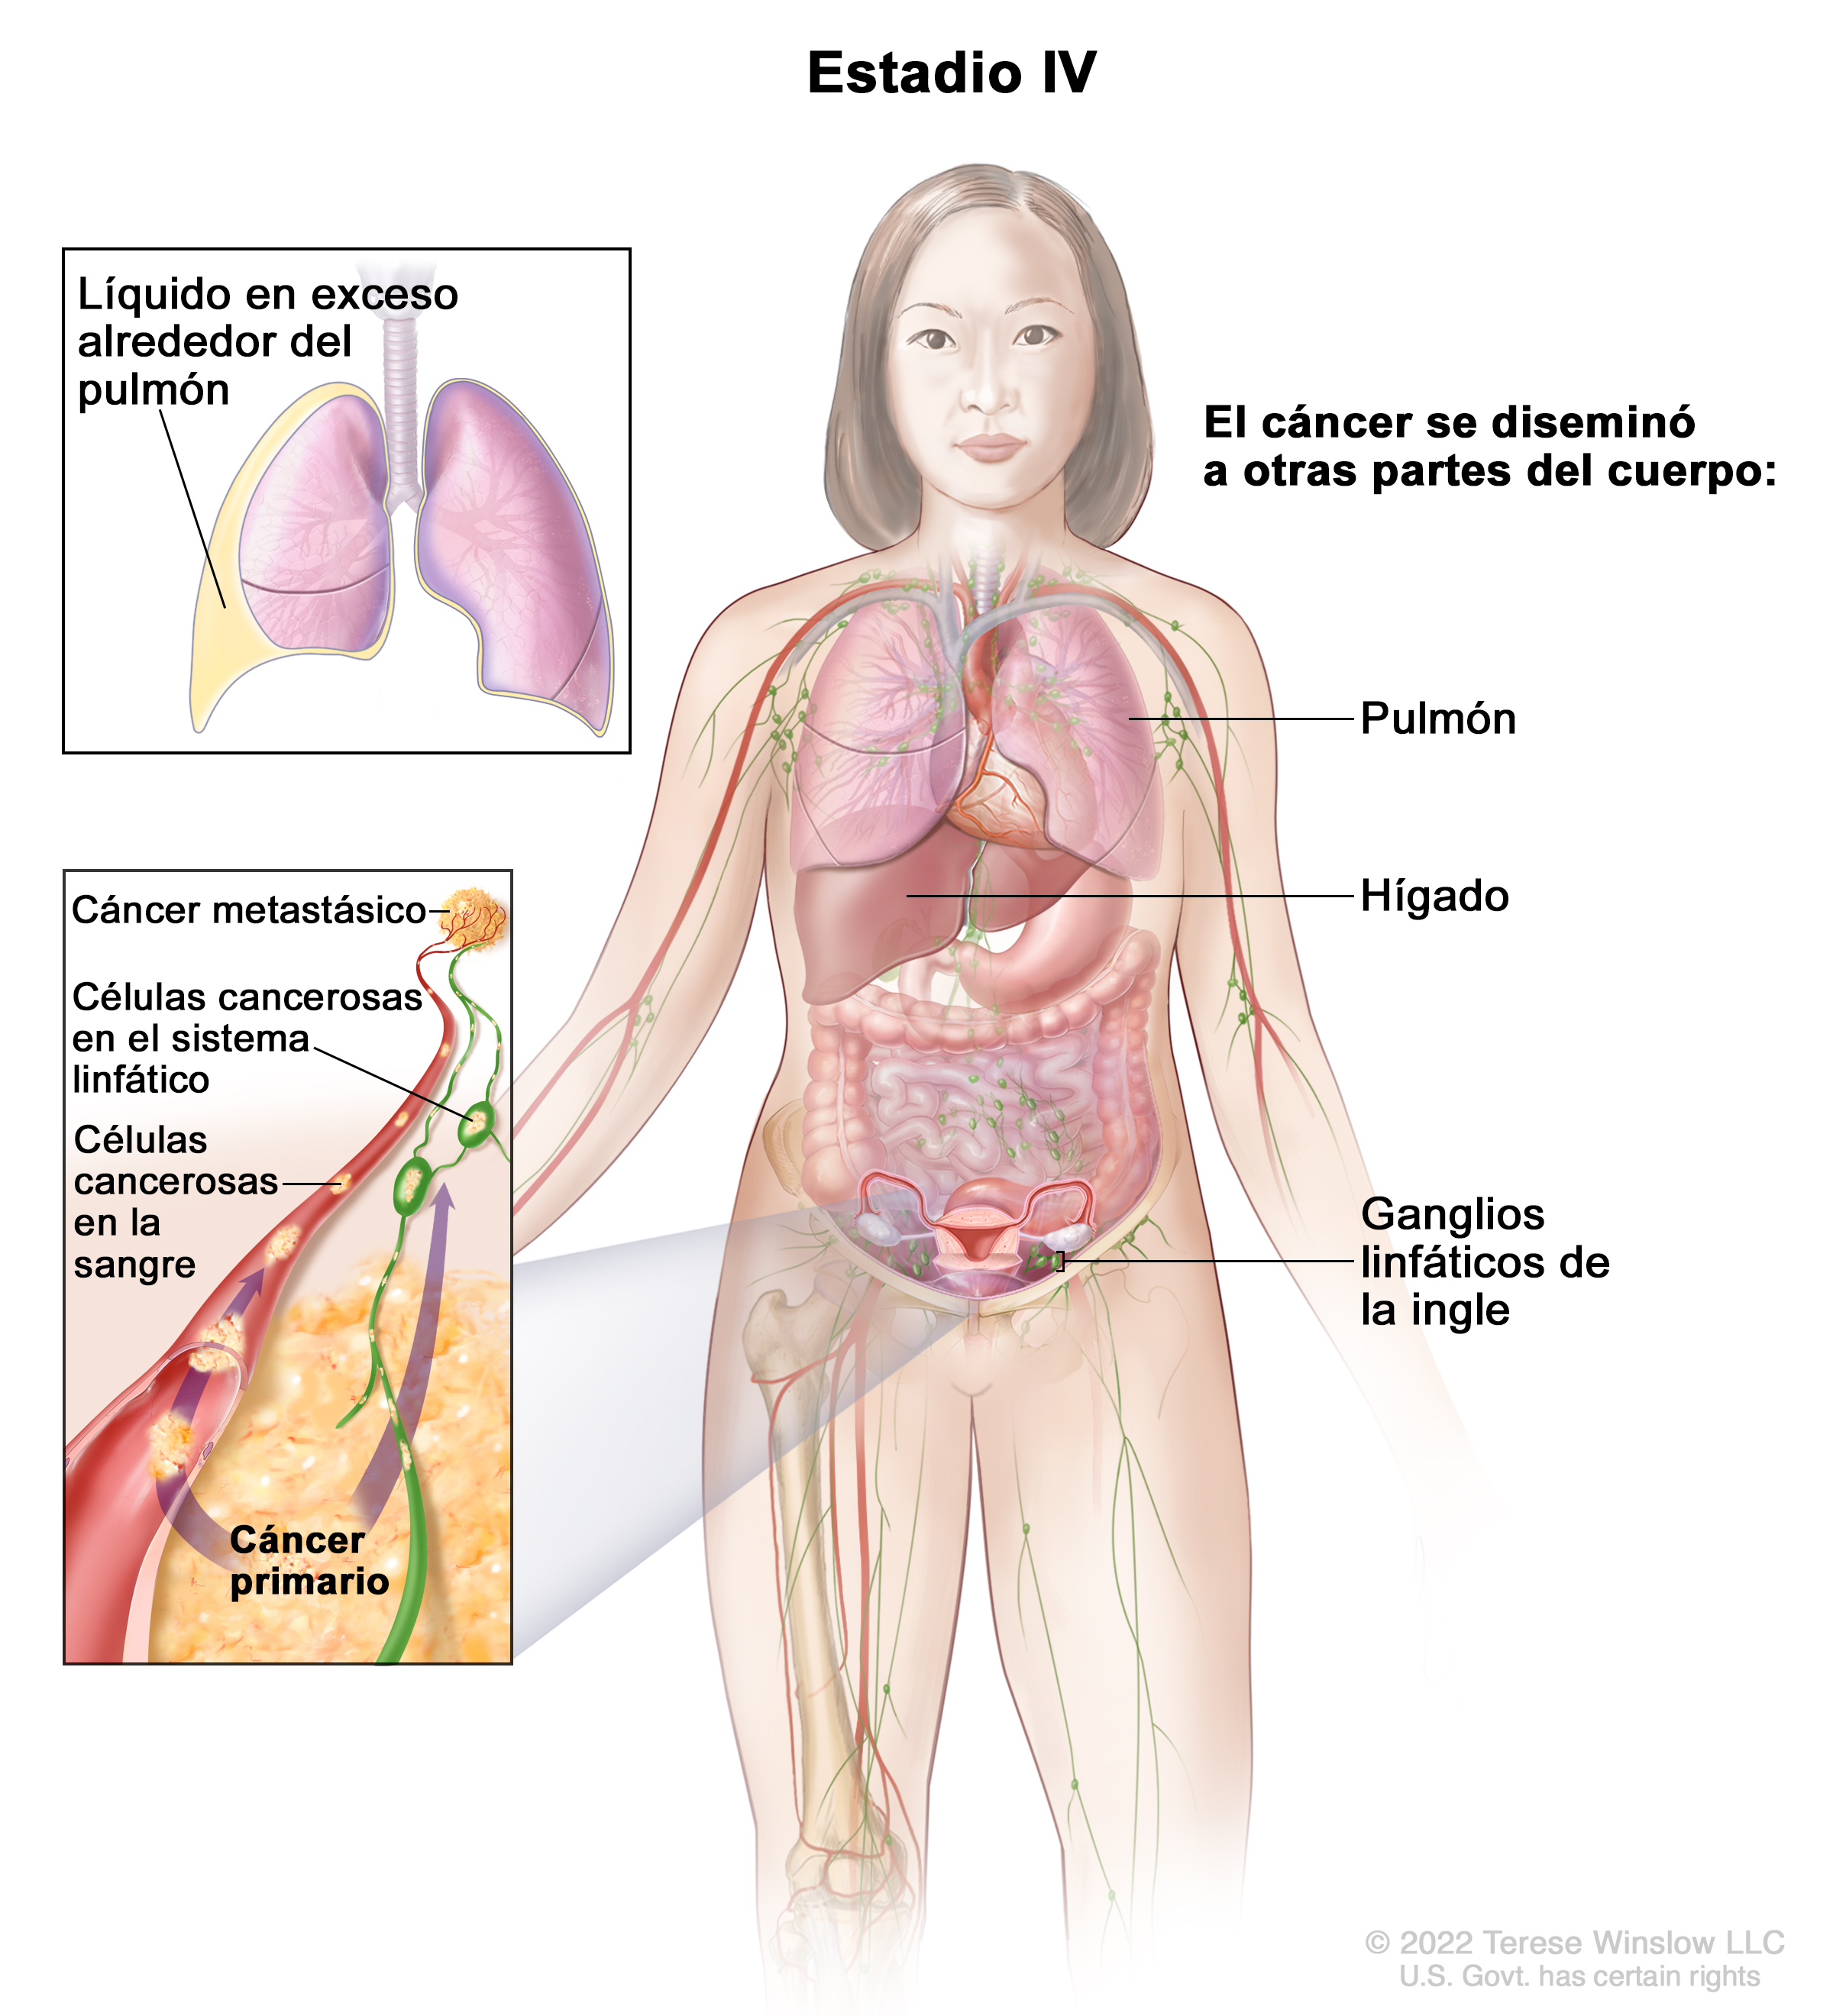 Estadio IV
Líquido en exceso
alrededor del
pulmón
El cáncer se diseminó
a otras partes del cuerpo:
Pulmón
Hígado
Ganglios
linfáticos de
la ingle
Cáncer metastásico
Células cancerosas
en el sistema
linfático
Células
cancerosas
en la
sangre
Cáncer
primario
© 2022 Terese Winslow LLC
U.S. Govt. has certain rights